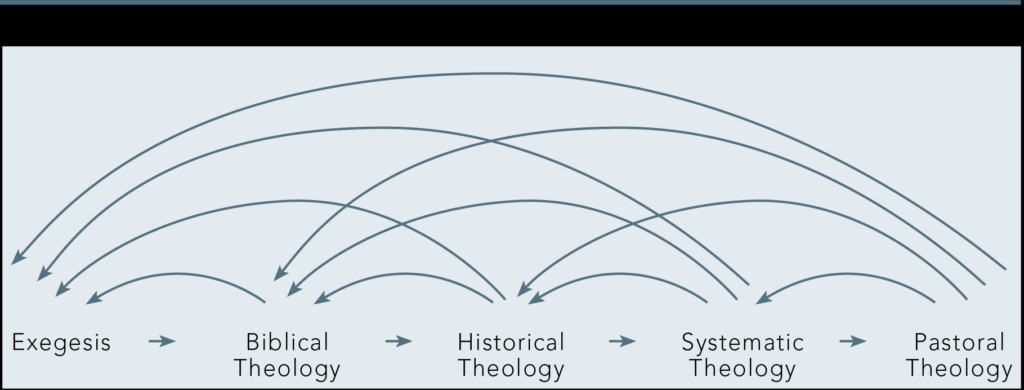 Exegesis
Biblical
Theology
Historical
Theology
Systematic
Theology
Pastoral
Theology